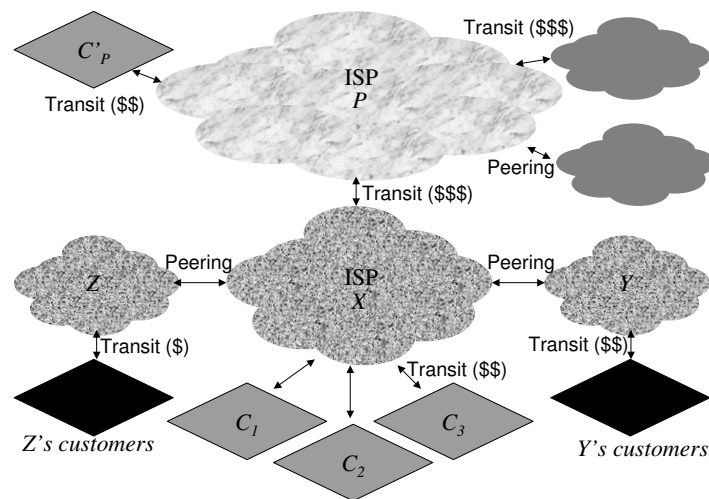 C'P
Transit ($$)
ISP
P
Transit ($$$)
Peering
Transit ($$$)
Z
Peering
ISP
X
Peering
Y
Transit ($)
Transit ($$)
Transit ($$)
C1
C2
C3
Z's customers
Y's customers